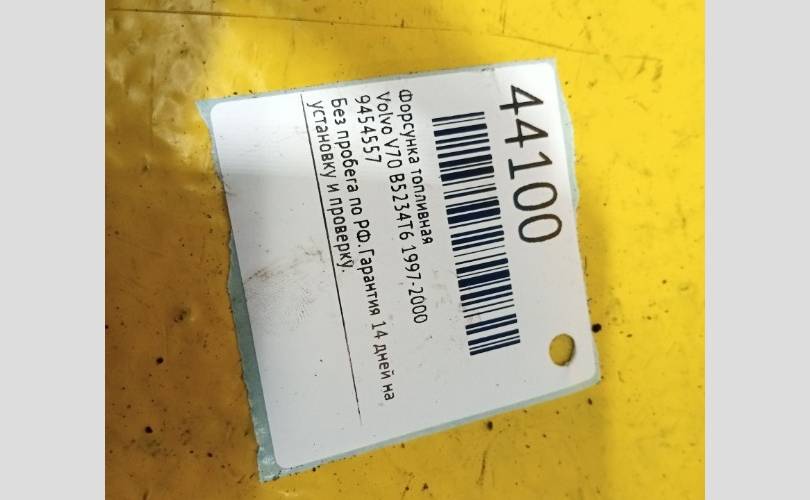 44100
Форсунка топливная
Volvo V70 B5234T6 1997-2000
9454557
Без пробега по РФ.Гарантия 14 дней на
установку и проверку.